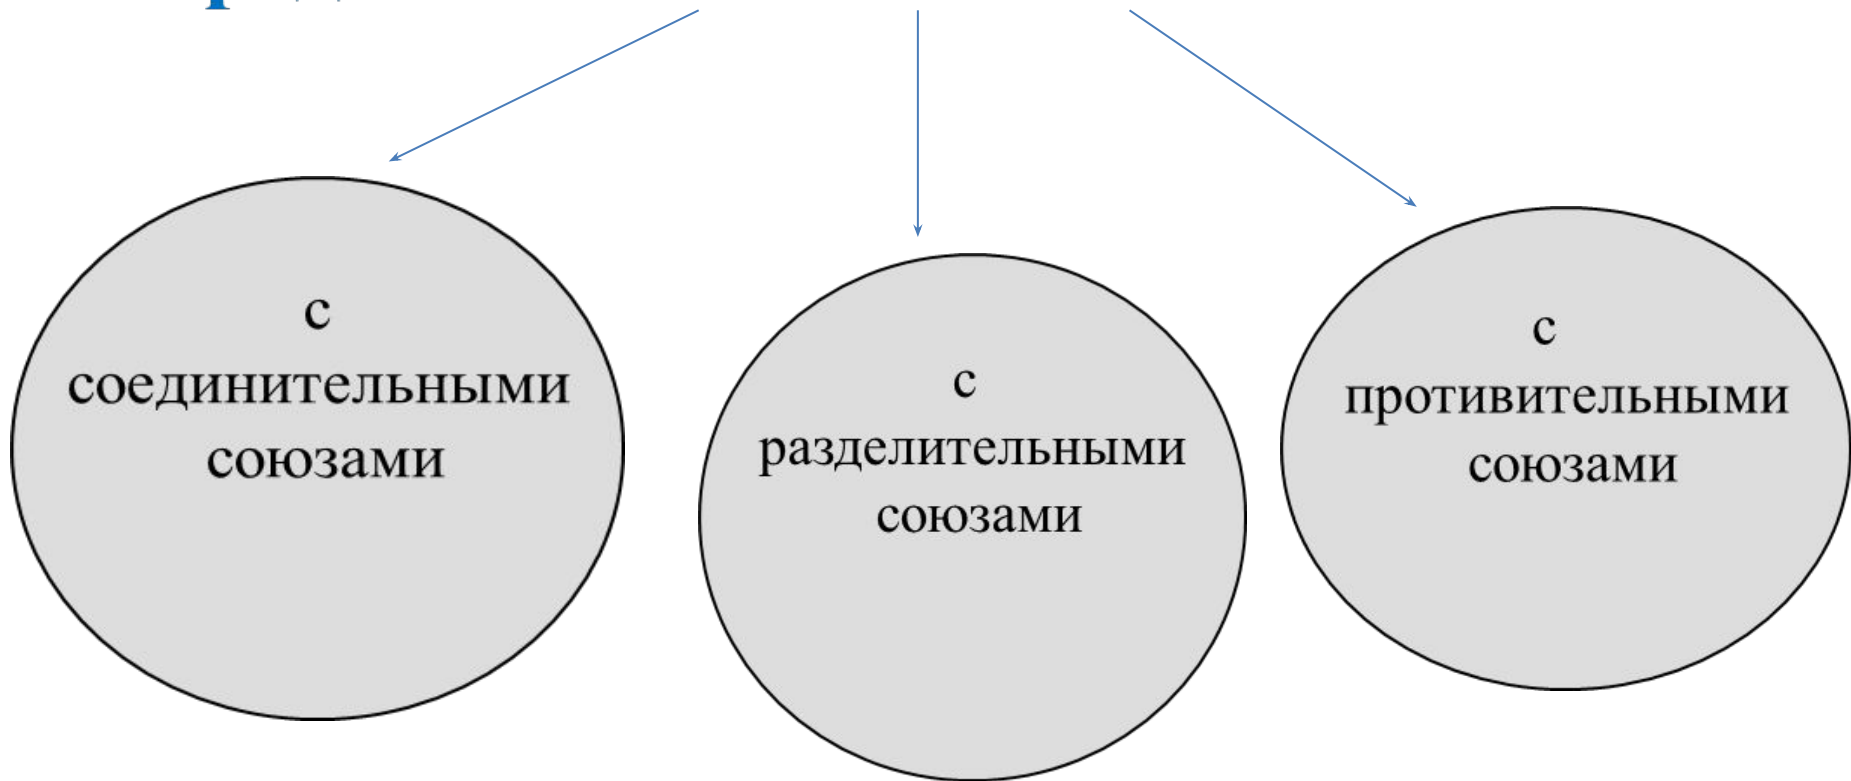 с
соединительными
союзами
с
разделительными
союзами
с
противительными
союзами